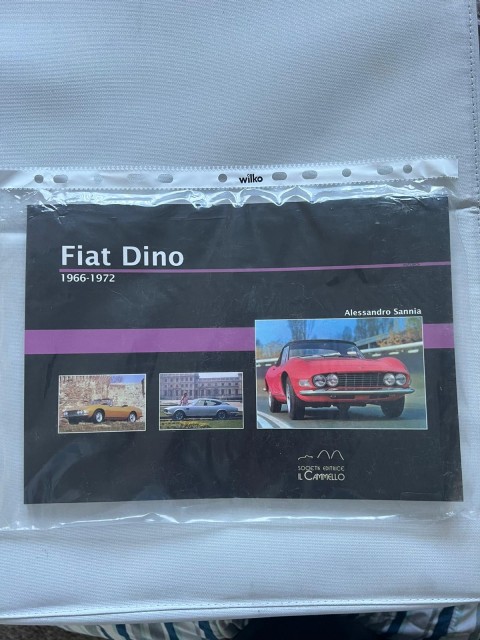 wilko
Fiat Dino
1966-1972
Alessandro Sannia
SOCIETÀ EDITRICE
IL CAMMELLO